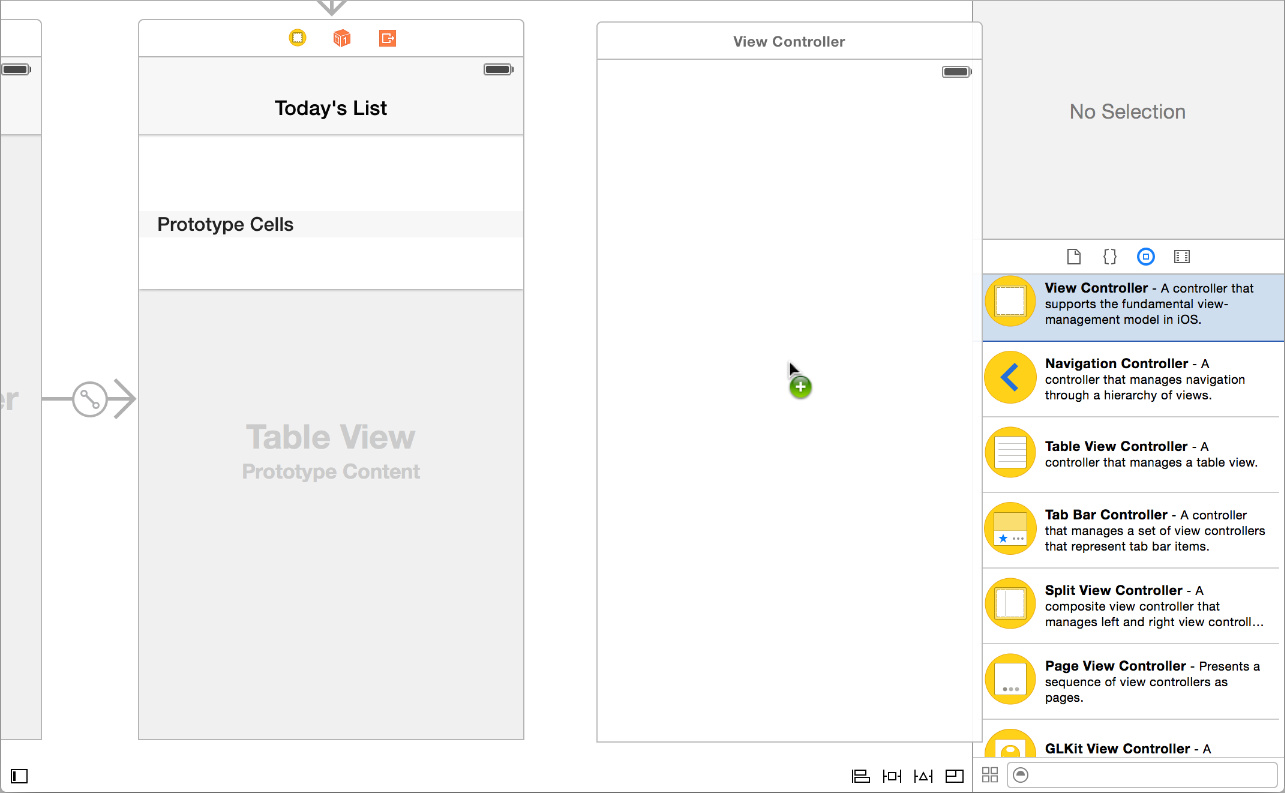 View Controller
Today's List
No Selection
Prototype Cells
Table View
Prototype Content
View Controller - A controller that
supports the fundamental view-
management model in iOS.
Navigation Controller - A
controller that manages navigation
through a hierarchy of views.
Table View Controller - A
controller that manages a table view.
Tab Bar Controller - A controller
that manages a set of view controllers
that represent tab bar items.
Split View Controller - A
composite view controller that
manages left and right view controll...
Page View Controller - Presents a
sequence of view controllers as
pages.
GLKit View Controller - A